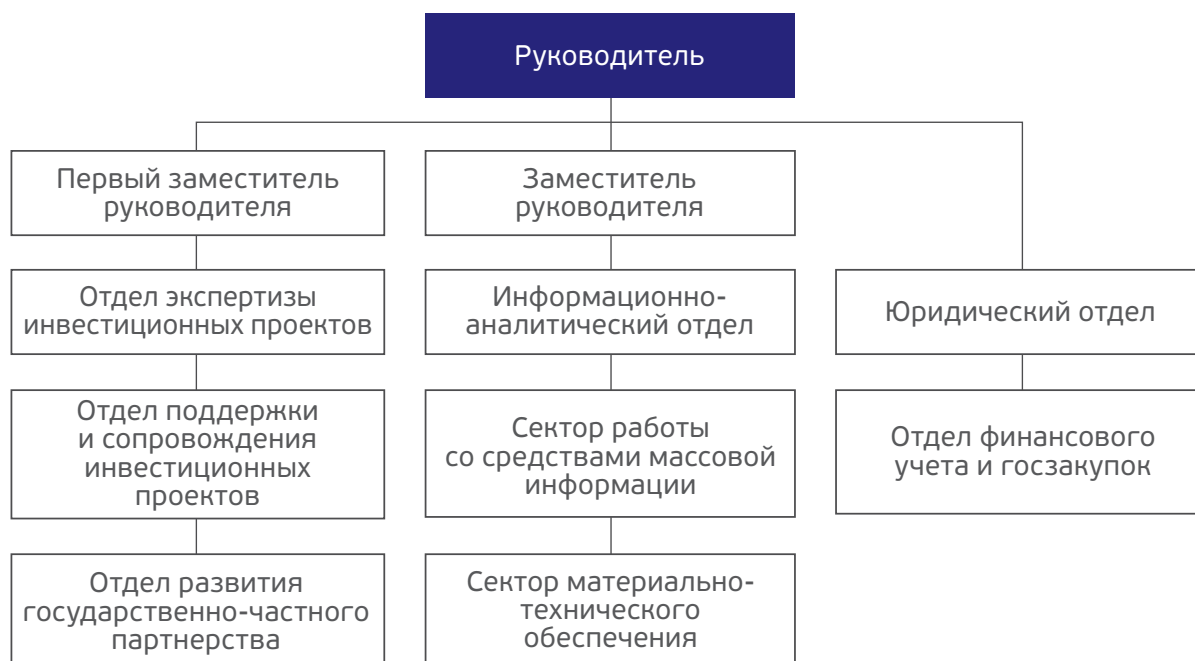 Руководитель
Первый заместитель
руководителя
Заместитель
руководителя
Отдел экспертизы
инвестиционных проектов
Информационно-
аналитический отдел
Юридический отдел
Отдел поддержки
и сопровождения
инвестиционных
проектов
Сектор работы
со средствами массовой
информации
Отдел финансового
учета и госзакупок
Отдел развития
государственно-частного
партнерства
Сектор материально-
технического
обеспечения